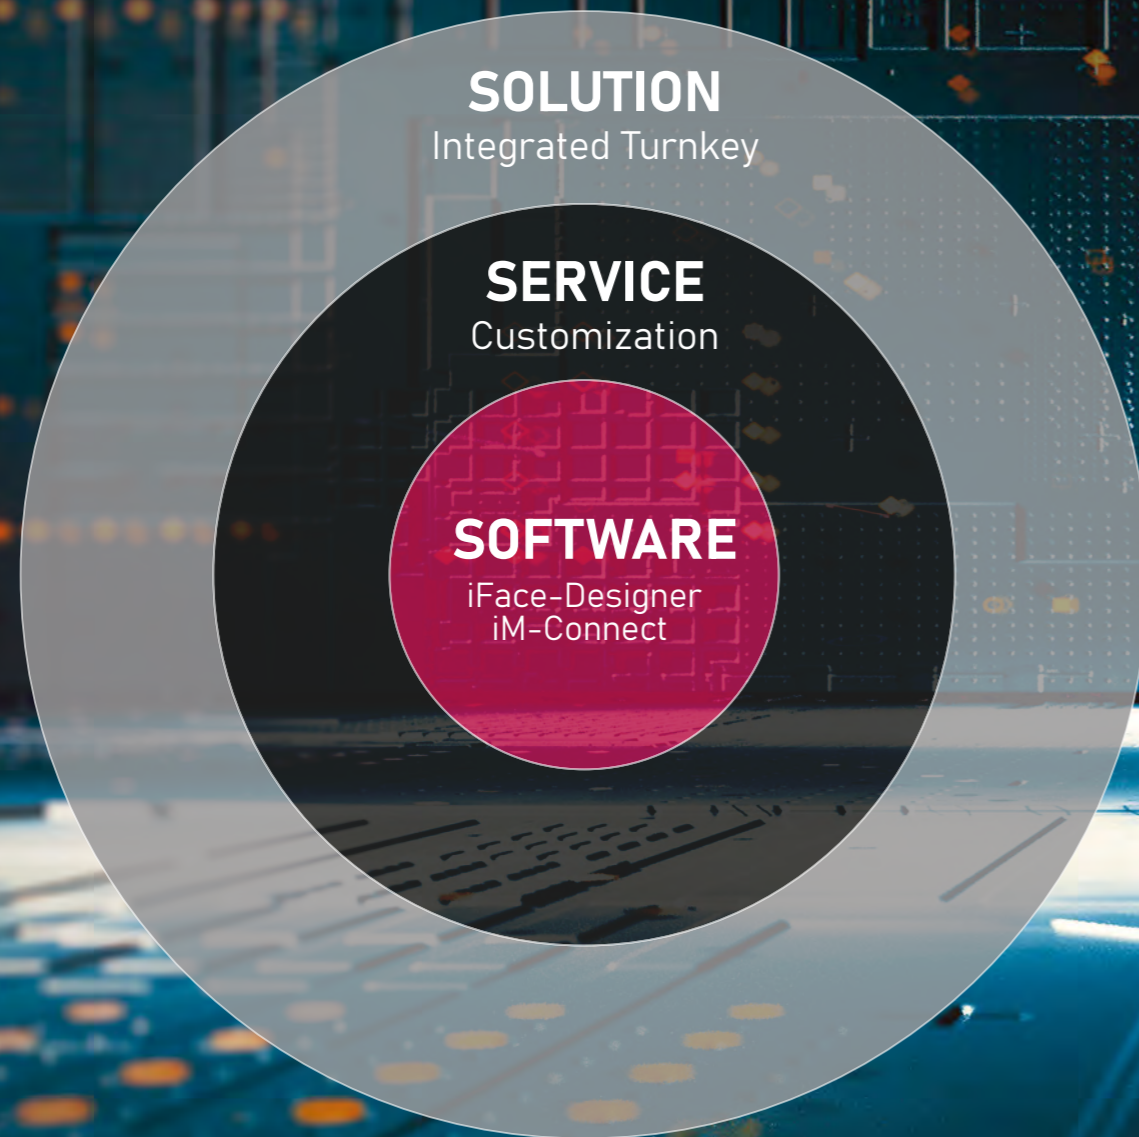 SOLUTION
Integrated Turnkey
SERVICE
Customization
SOFTWARE
iFace-Designer
iM-Connect